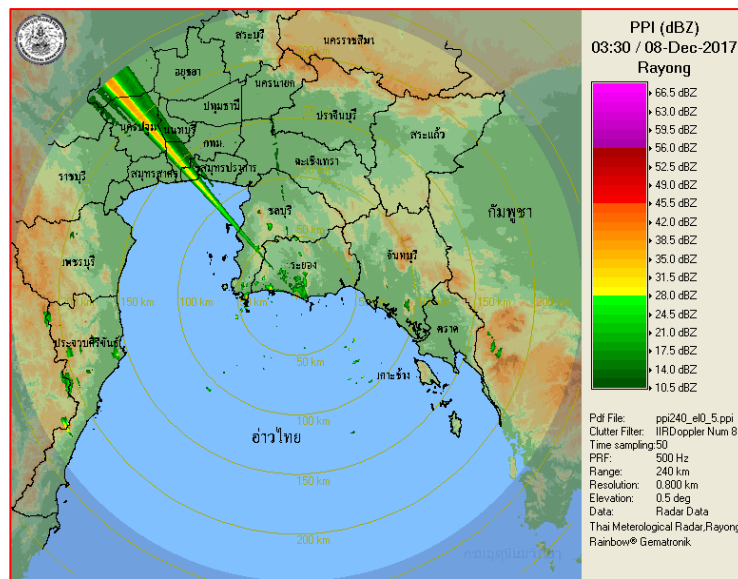 สระบุรี
นครราชสีมา
อยุธยา
นครนายก
ปทุมธานี
ปราจีนบุรี
นครปฐม
นนทบุรี
กทม.
สระแก้ว
ฉะเชิงเทรา
ราชบุรี
สมุทรสาคร
สมุทรปราการ
กัมพูชา
ชลบุรี
50 km
เพชรบุรี
ระยอง
จันทบุรี
150 km
100 km
200 km
ตราด
ประจวบคีรีขันธ์
50 km
เกาะช้าง
100 km
อ่าวไทย
150 km
200 km
กรมอุตุนิยมวิทยา
PPI (dBZ)
03:30 / 08-Dec-2017
Rayong
66.5 dBZ
63.0 dBZ
59.5 dBZ
56.0 dBZ
52.5 dBZ
49.0 dBZ
45.5 dBZ
42.0 dBZ
38.5 dBZ
35.0 dBZ
31.5 dBZ
28.0 dBZ
24.5 dBZ
21.0 dBZ
17.5 dBZ
14.0 dBZ
10.5 dBZ
Pdf File: ppi240_el0_5.ppi
Clutter Filter: IIRDoppler Num 8
Time sampling:50
PRF: 500 Hz
Range: 240 km
Resolution: 0.800 km
Elevation: 0.5 deg
Data: Radar Data
Thai Meterological Radar,Rayong
Rainbow® Gematronik